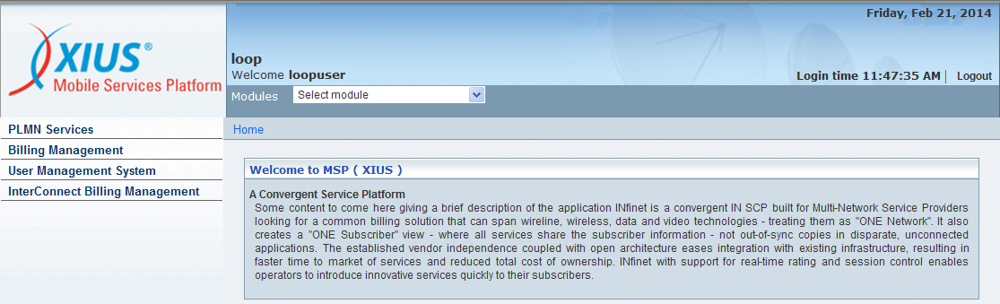 Friday, Feb 21, 2014
XIUS®
Mobile Services Platform
loop
Welcome loopuser
Login time 11:47:35 AM | Logout
Modules Select module
PLMN Services
Billing Management
User Management System
InterConnect Billing Management
Home
Welcome to MSP ( XIUS )
A Convergent Service Platform
Some content to come here giving a brief description of the application INfinet is a convergent IN SCP built for Multi-Network Service Providers
looking for a common billing solution that can span wireline, wireless, data and video technologies - treating them as "ONE Network". It also
creates a "ONE Subscriber" view - where all services share the subscriber information - not out-of-sync copies in disparate, unconnected
applications. The established vendor independence coupled with open architecture eases integration with existing infrastructure, resulting in
faster time to market of services and reduced total cost of ownership. INfinet with support for real-time rating and session control enables
operators to introduce innovative services quickly to their subscribers.